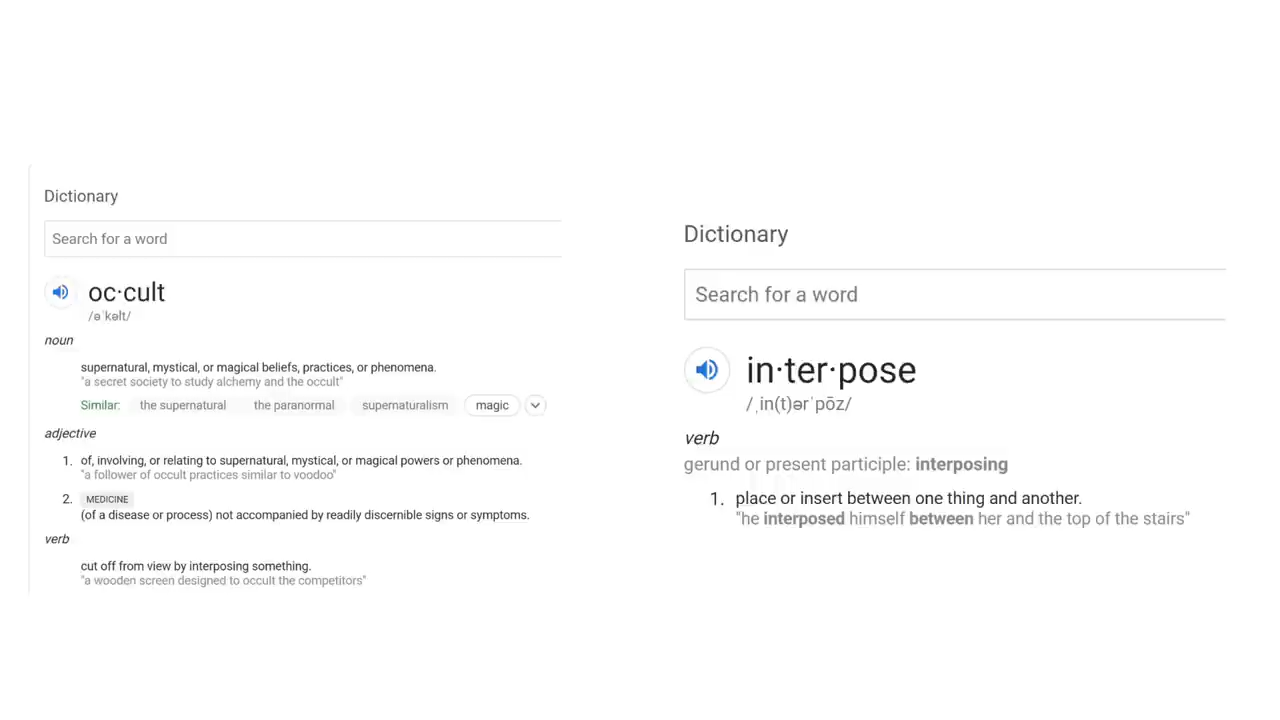 Dictionary
Search for a word
oc·cult
/əˈkəlt/
noun
supernatural, mystical, or magical beliefs, practices, or phenomena.
"a secret society to study alchemy and the occult"
Similar: the supernatural the paranormal supernaturalism magic
adjective
1. of, involving, or relating to supernatural, mystical, or magical powers or phenomena.
"a follower of occult practices similar to voodoo"
2. MEDICINE
(of a disease or process) not accompanied by readily discernible signs or symptoms.
verb
cut off from view by interposing something.
"a wooden screen designed to occult the competitors"
Dictionary
Search for a word
in·ter·pose
/ˌin(t)ərˈpōz/
verb
gerund or present participle: interposing
1. place or insert between one thing and another.
"he interposed himself between her and the top of the stairs"